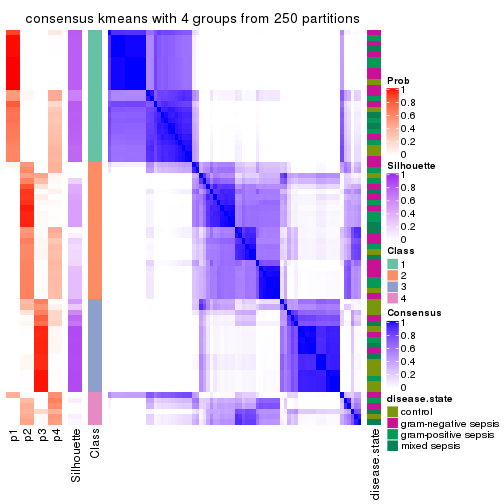 consensus kmeans with 4 groups from 250 partitions
Prob
1
0.8
0.6
0.4
0.2
0
Silhouette
1
0.8
0.6
0.4
0.2
0
Class
1
2
3
4
Consensus
1
0.8
0.6
0.4
0.2
0
disease.state
control
gram-negative sepsis
gram-positive sepsis
mixed sepsis
p1
p2
p3
p4
Silhouette
Class
disease.state